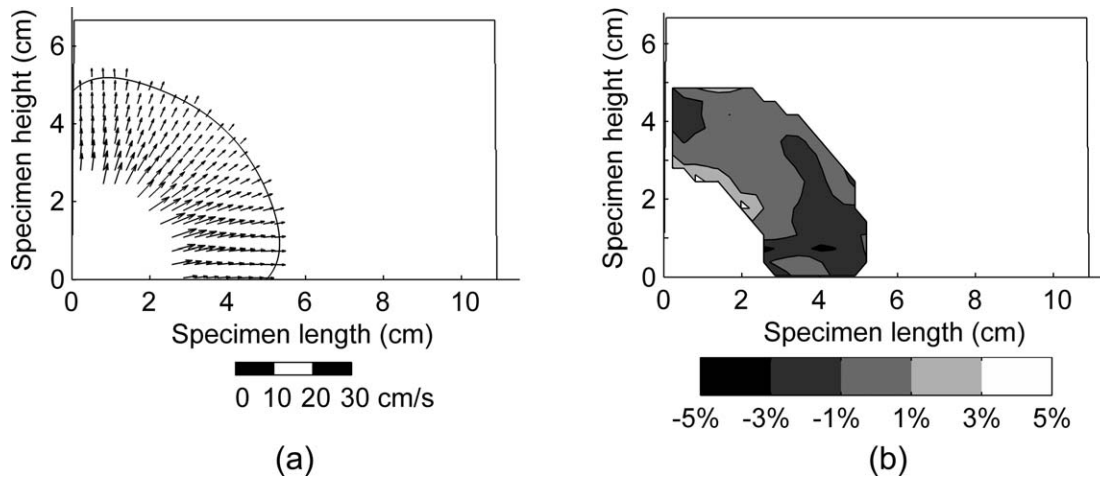 Specimen height (cm)
6
4
2
0
0 2 4 6 8 10
Specimen length (cm)
0 10 20 30 cm/s
(a)
Specimen height (cm)
6
4
2
0
0 2 4 6 8 10
Specimen length (cm)
-5% -3% -1% 1% 3% 5%
(b)